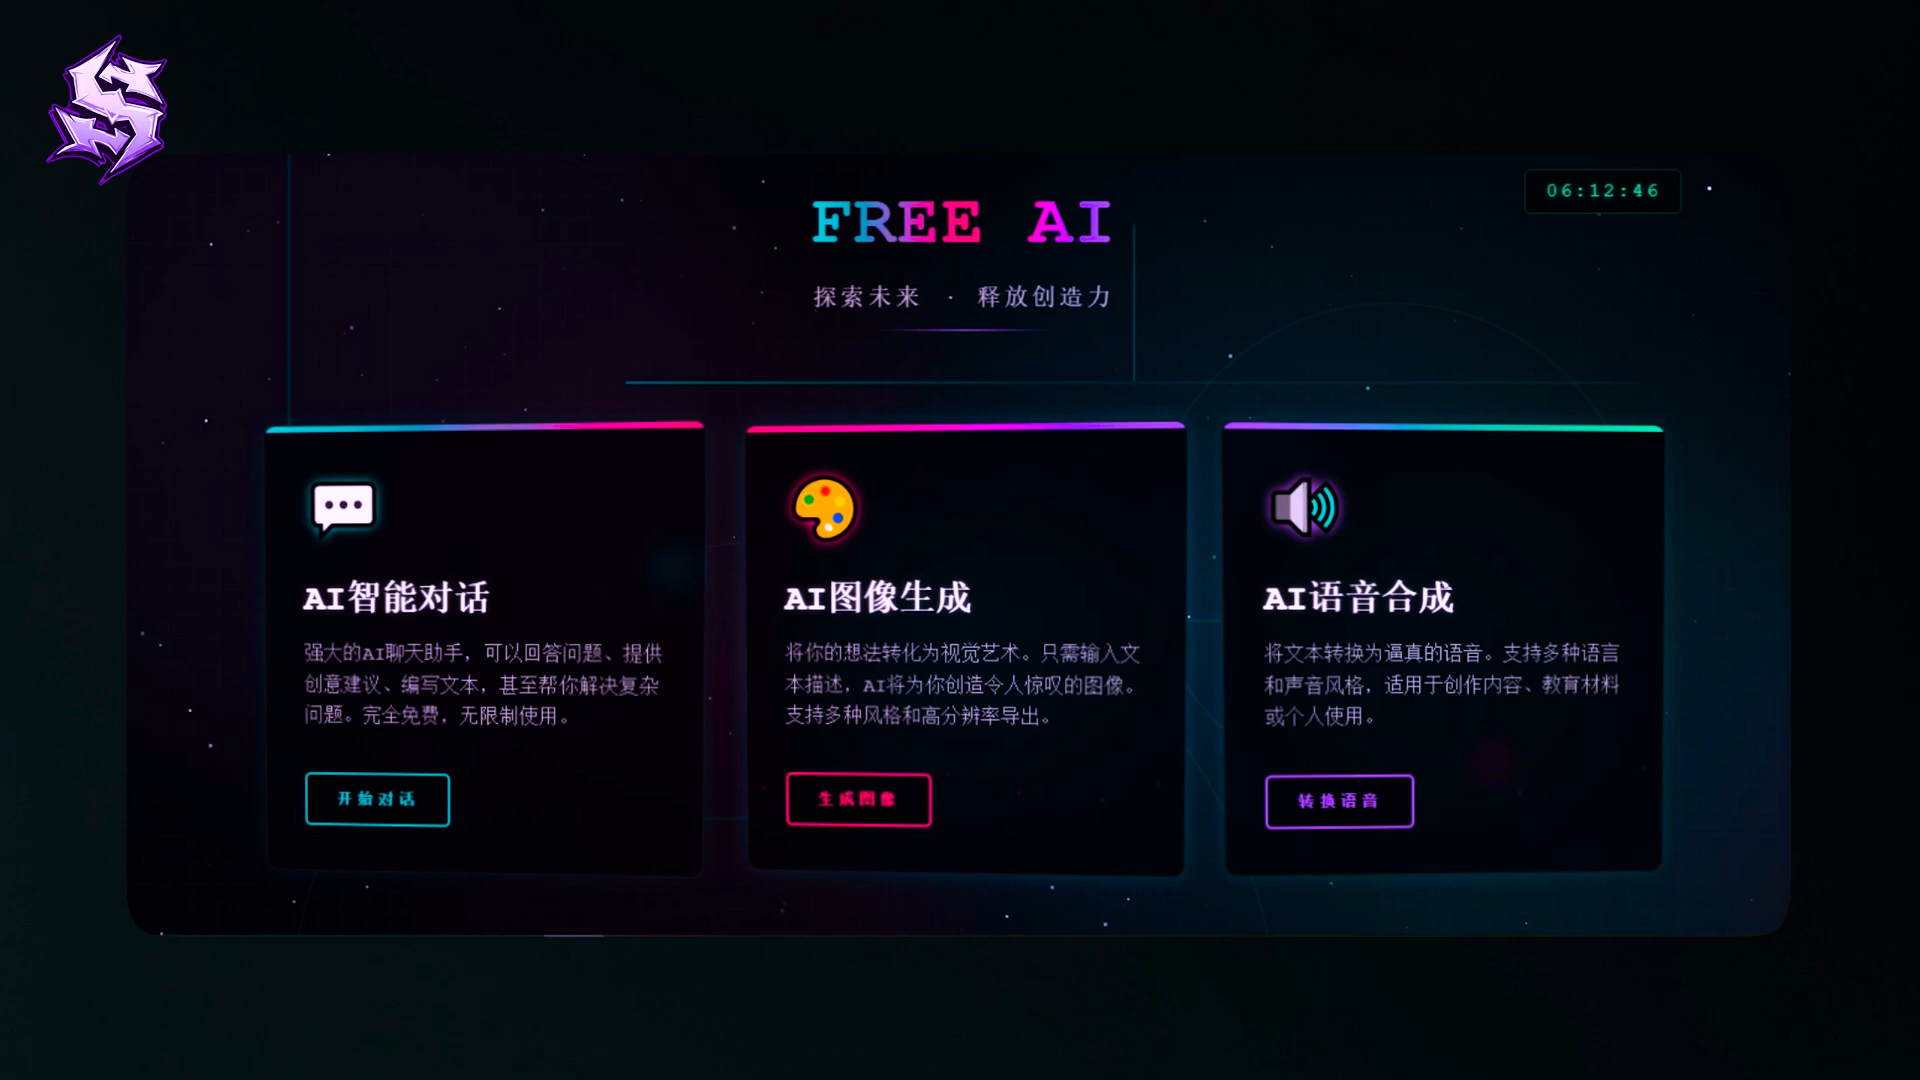 06:12:46
FREE AI
探索未来 · 释放创造力
AI智能对话
强大的AI聊天助手，可以回答问题、提供
创意建议、编写文本，甚至帮你解决复杂
问题。完全免费，无限制使用。
开始对话
AI图像生成
将你的想法转化为视觉艺术。只需输入文
本描述，AI将为你创造令人惊叹的图像。
支持多种风格和高分辨率导出。
生成图像
AI语音合成
将文本转换为逼真的语音。支持多种语言
和声音风格，适用于创作内容、教育材料
或个人使用。
转换语音